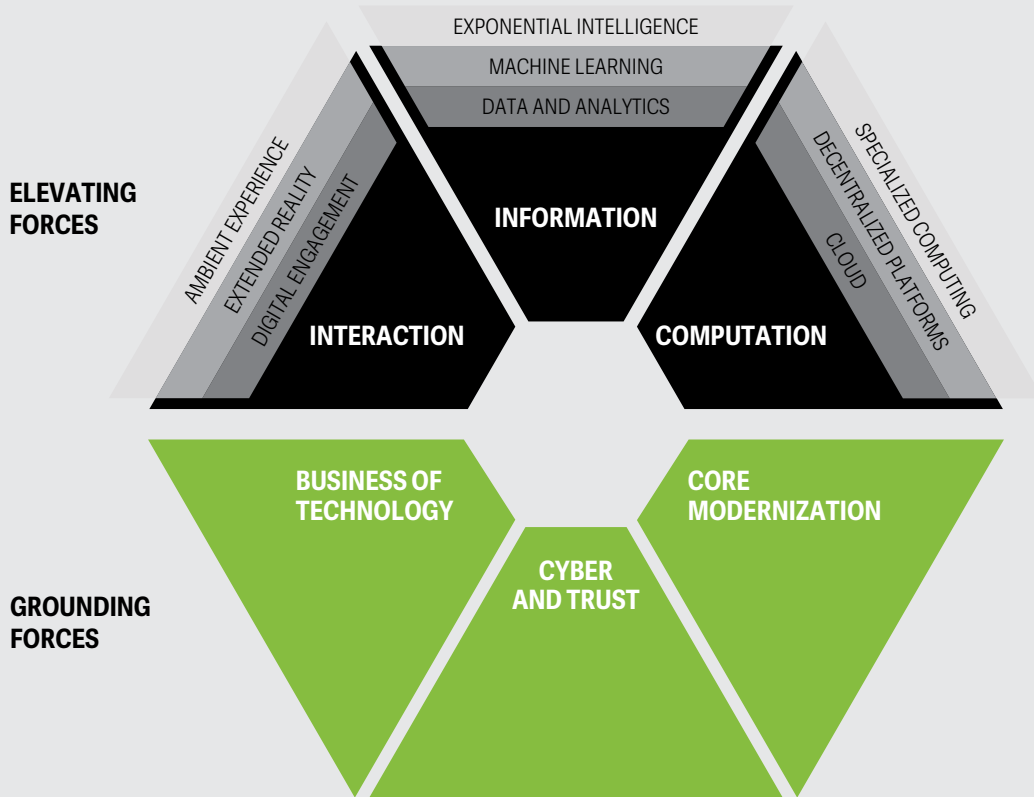 EXPONENTIAL INTELLIGENCE
MACHINE LEARNING
DATA AND ANALYTICS
ELEVATING
FORCES
AMBIENT EXPERIENCE
EXTENDED REALITY
DIGITAL ENGAGEMENT
INTERACTION
INFORMATION
COMPUTATION
CLOUD
DECENTRALIZED PLATFORMS
SPECIALIZED COMPUTING
GROUNDING
FORCES
BUSINESS OF
TECHNOLOGY
CYBER
AND TRUST
CORE
MODERNIZATION